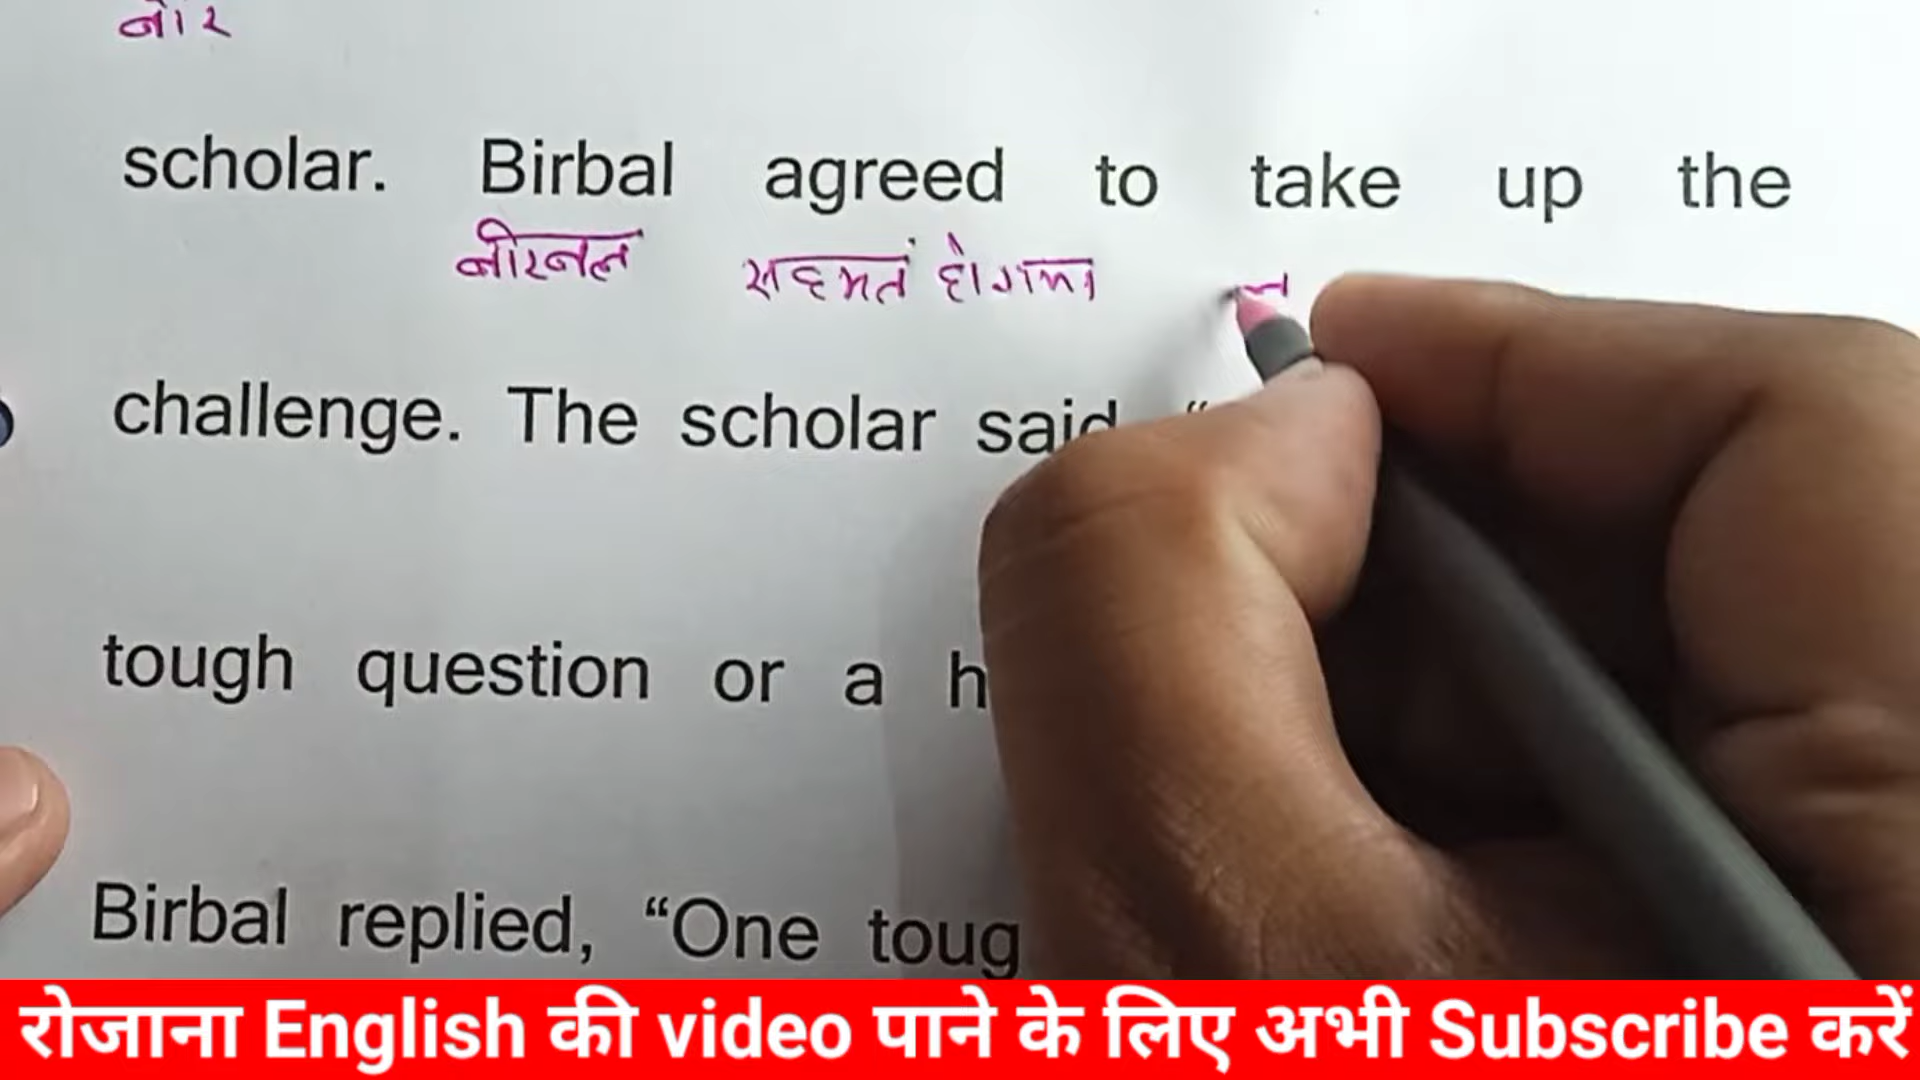 scholar. Birbal agreed to take up the
बीरबल सहमत हो गया
challenge. The scholar said, “
tough question or a h
Birbal replied, “One toug
रोजाना English की video पाने के लिए अभी Subscribe करें